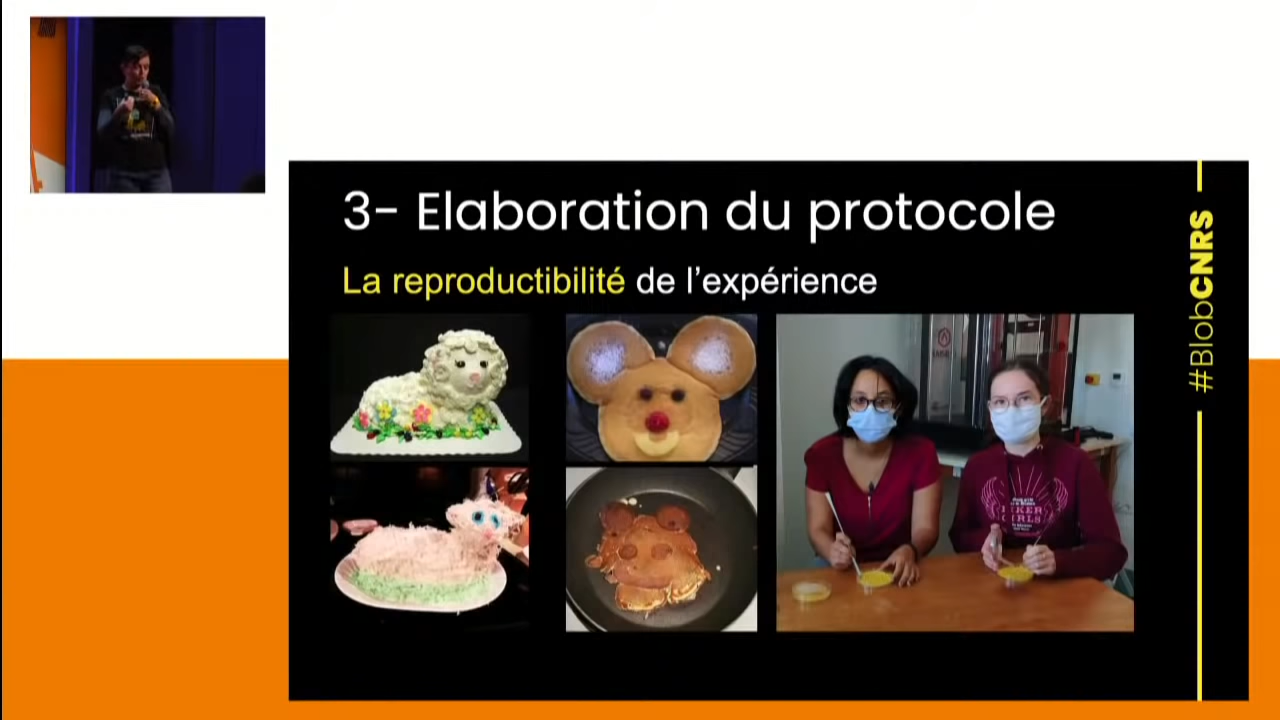 3- Elaboration du protocole
La reproductibilité de l'expérience
#BlobCNRS